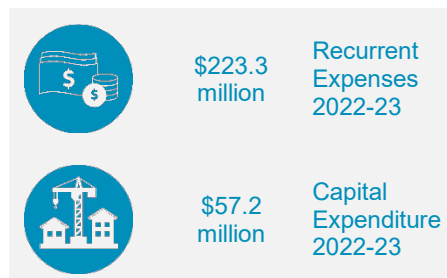 $
$
$223.3
million
Recurrent
Expenses
2022-23
$57.2
million
Capital
Expenditure
2022-23